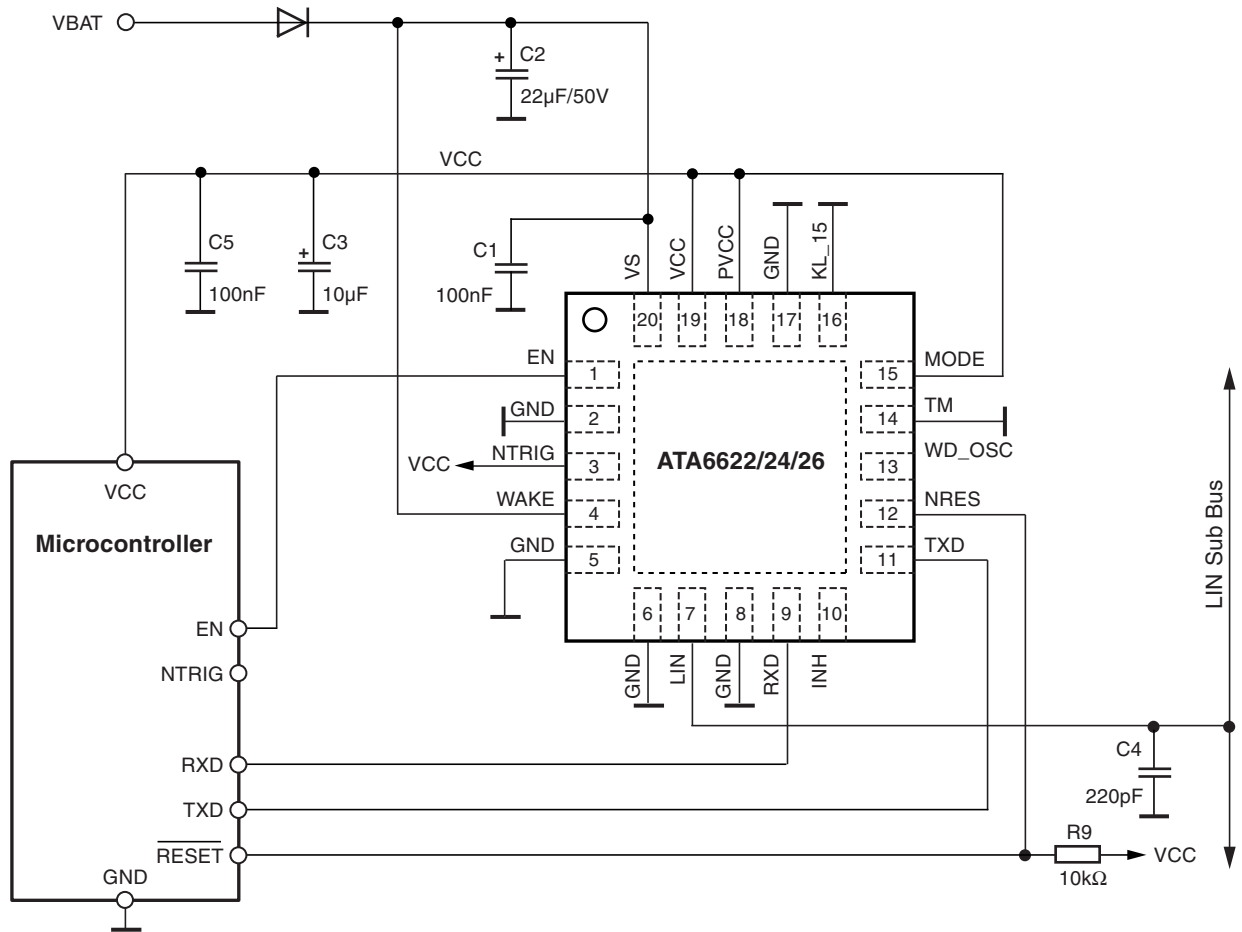 VBAT
+
C2
22µF/50V
VCC
C5
100nF
+
C3
10µF
C1
100nF
VS
VCC
PVCC
GND
KL_15
20
19
18
17
16
EN
1
GND
2
VCC
NTRIG
3
WAKE
4
GND
5
ATA6622/24/26
15
MODE
14
TM
13
WD_OSC
12
NRES
11
TXD
6
7
8
9
10
GND
LIN
GND
RXD
INH
VCC
Microcontroller
EN
NTRIG
RXD
TXD
RESET
GND
LIN Sub Bus
C4
220pF
R9
VCC
10kΩ